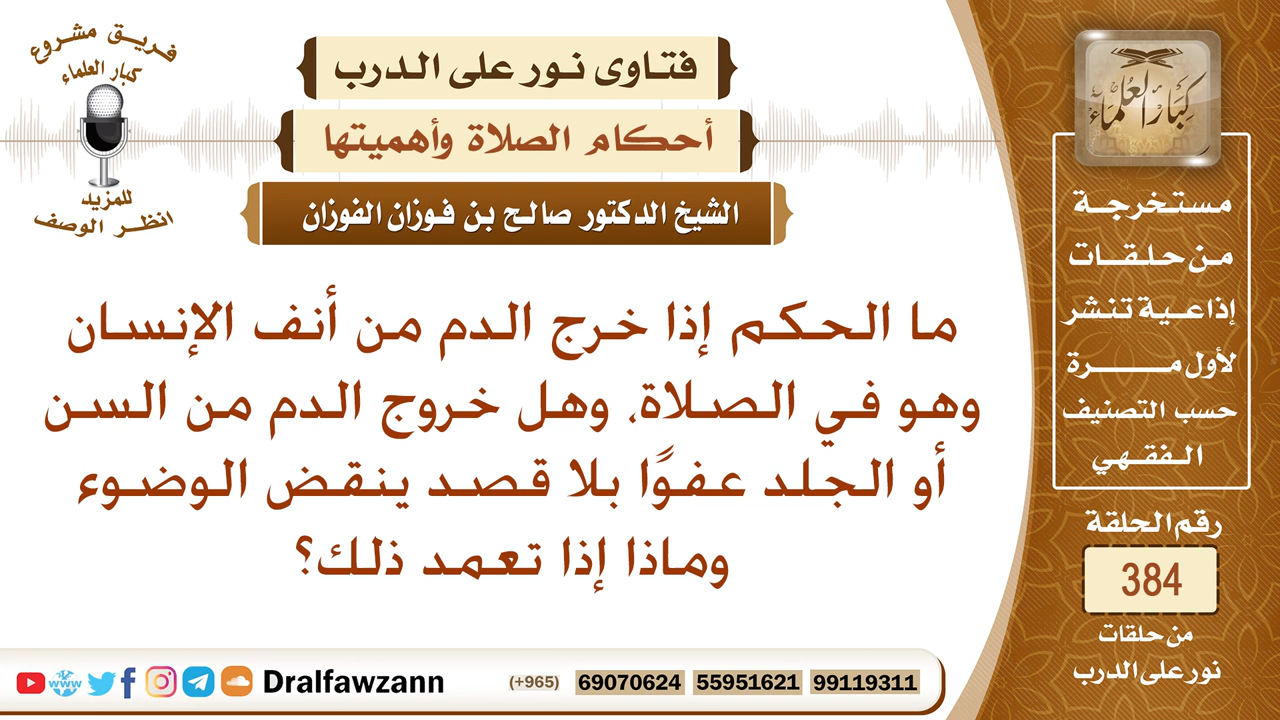 فريق مشروع
كبار العلماء
للمزيد
انظر الوصف
فتاوى نور على الدرب
أحكام الصلاة وأهميتها
الشيخ الدكتور صالح بن فوزان الفوزان
ما الحكم إذا خرج الدم من أنف الإنسان
وهو في الصلاة، وهل خروج الدم من السن
أو الجلد عفوًا بلا قصد ينقض الوضوء
وماذا إذا تعمد ذلك؟
كبار العلماء
مستخرجة
من حلقات
إذاعية تنشر
لأول مرة
حسب التصنيف
الفقهي
رقم الحلقة
384
من حلقات
نور على الدرب
www
Dralfawzann (+965) 69070624 55951621 99119311